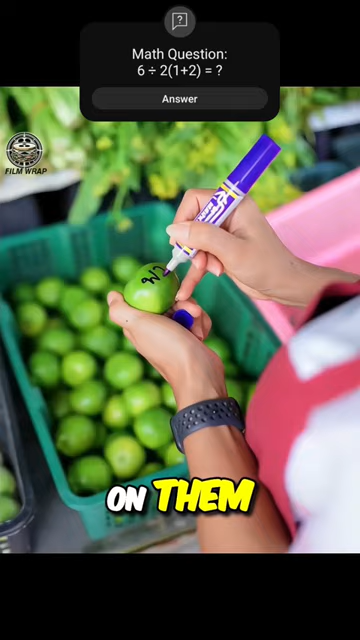 Math Question:
6 ÷ 2(1+2) = ?
Answer
FILM WRAP
ON THEM